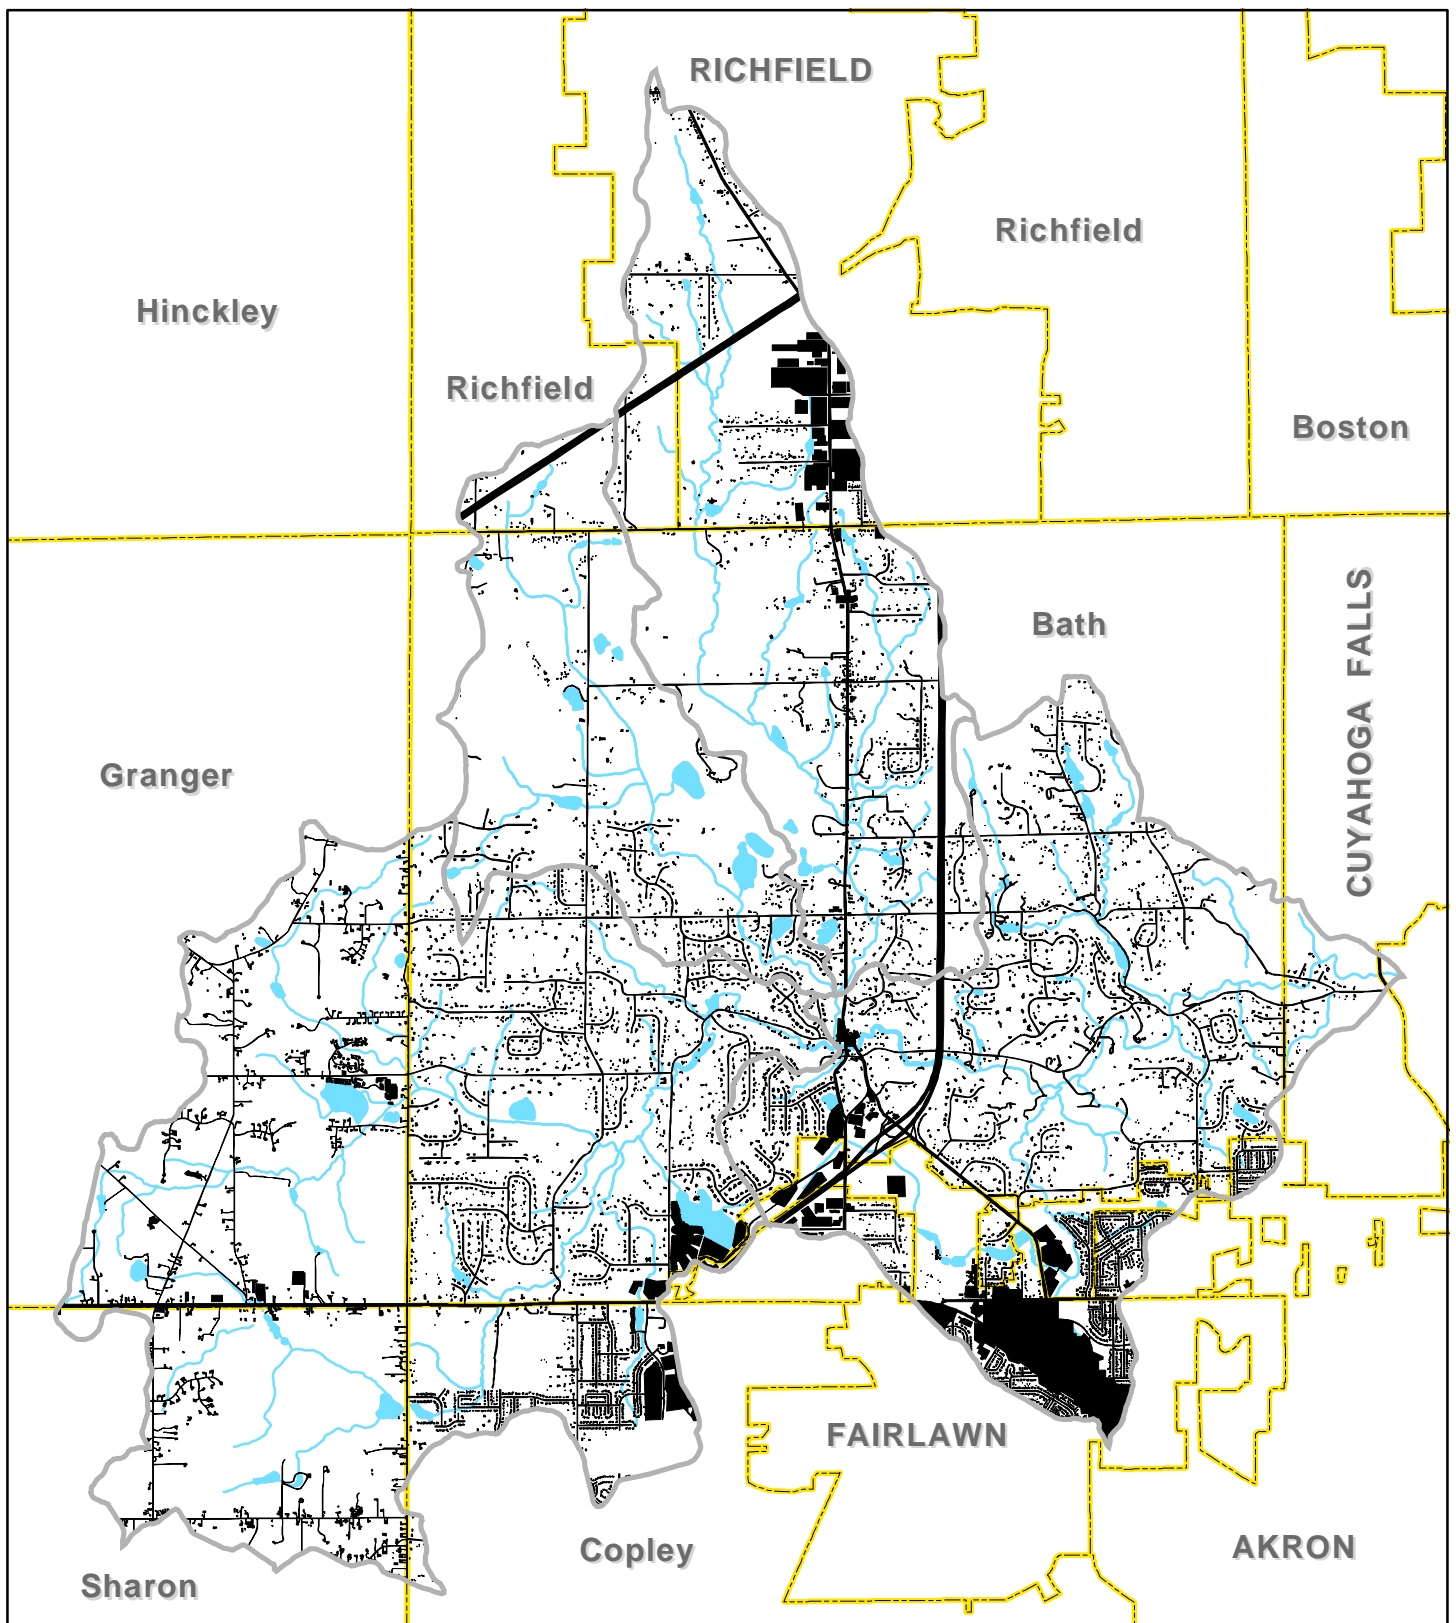 RICHFIELD
Richfield
Hinckley
Richfield
Boston
Bath
CUYAHOGA FALLS
Granger
FAIRLAWN
Copley
AKRON
Sharon